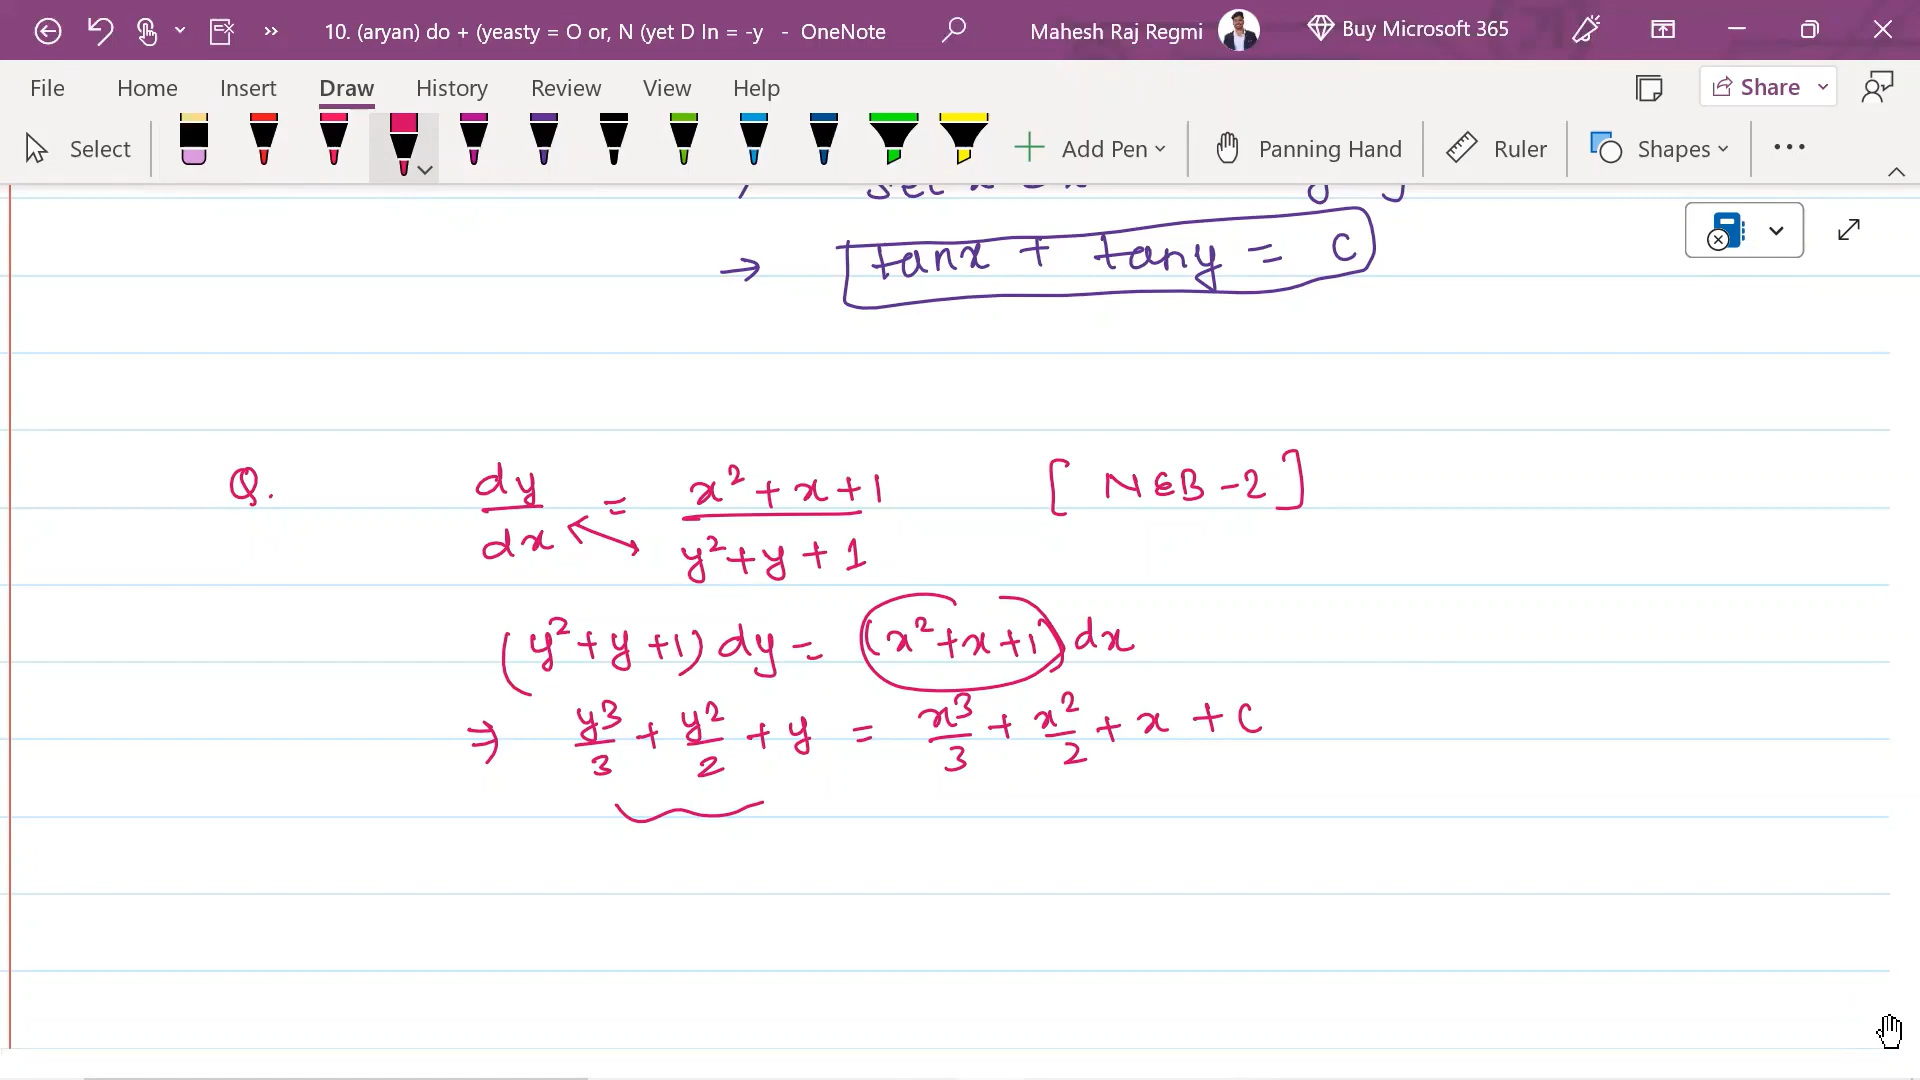 10. (aryan) do + (yeasty = O or, N (yet D In = -y - OneNote
Mahesh Raj Regmi
Buy Microsoft 365
File Home Insert Draw History Review View Help
Share
Select
Add Pen
Panning Hand
Ruler
Shapes
→ tanx + tany = c
Q. dy/dx = x²+x+1 / y²+y+1 [NEB-2]
(y²+y+1) dy = (x²+x+1) dx
⇒ y³/3 + y²/2 + y = x³/3 + x²/2 + x + c